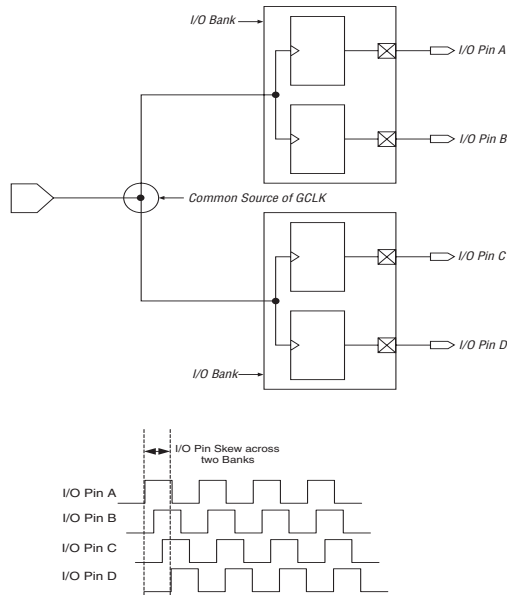 I/O Bank
I/O Pin A
I/O Pin B
Common Source of GCLK
I/O Pin C
I/O Pin D
I/O Bank
I/O Pin Skew across
two Banks
I/O Pin A
I/O Pin B
I/O Pin C
I/O Pin D